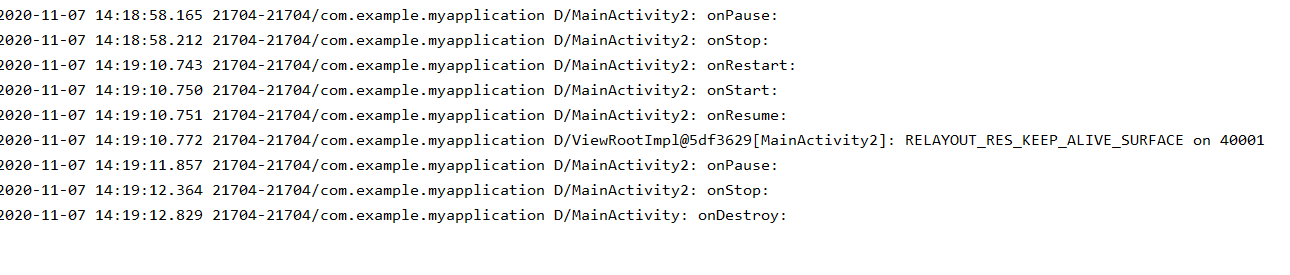 2020-11-07 14:18:58.165 21704-21704/com.example.myapplication D/MainActivity2: onPause:
2020-11-07 14:18:58.212 21704-21704/com.example.myapplication D/MainActivity2: onStop:
2020-11-07 14:19:10.743 21704-21704/com.example.myapplication D/MainActivity2: onRestart:
2020-11-07 14:19:10.750 21704-21704/com.example.myapplication D/MainActivity2: onStart:
2020-11-07 14:19:10.751 21704-21704/com.example.myapplication D/MainActivity2: onResume:
2020-11-07 14:19:10.772 21704-21704/com.example.myapplication D/ViewRootImpl@5df3629[MainActivity2]: RELAYOUT_RES_KEEP_ALIVE_SURFACE on 40001
2020-11-07 14:19:11.857 21704-21704/com.example.myapplication D/MainActivity2: onPause:
2020-11-07 14:19:12.364 21704-21704/com.example.myapplication D/MainActivity2: onStop:
2020-11-07 14:19:12.829 21704-21704/com.example.myapplication D/MainActivity: onDestroy: